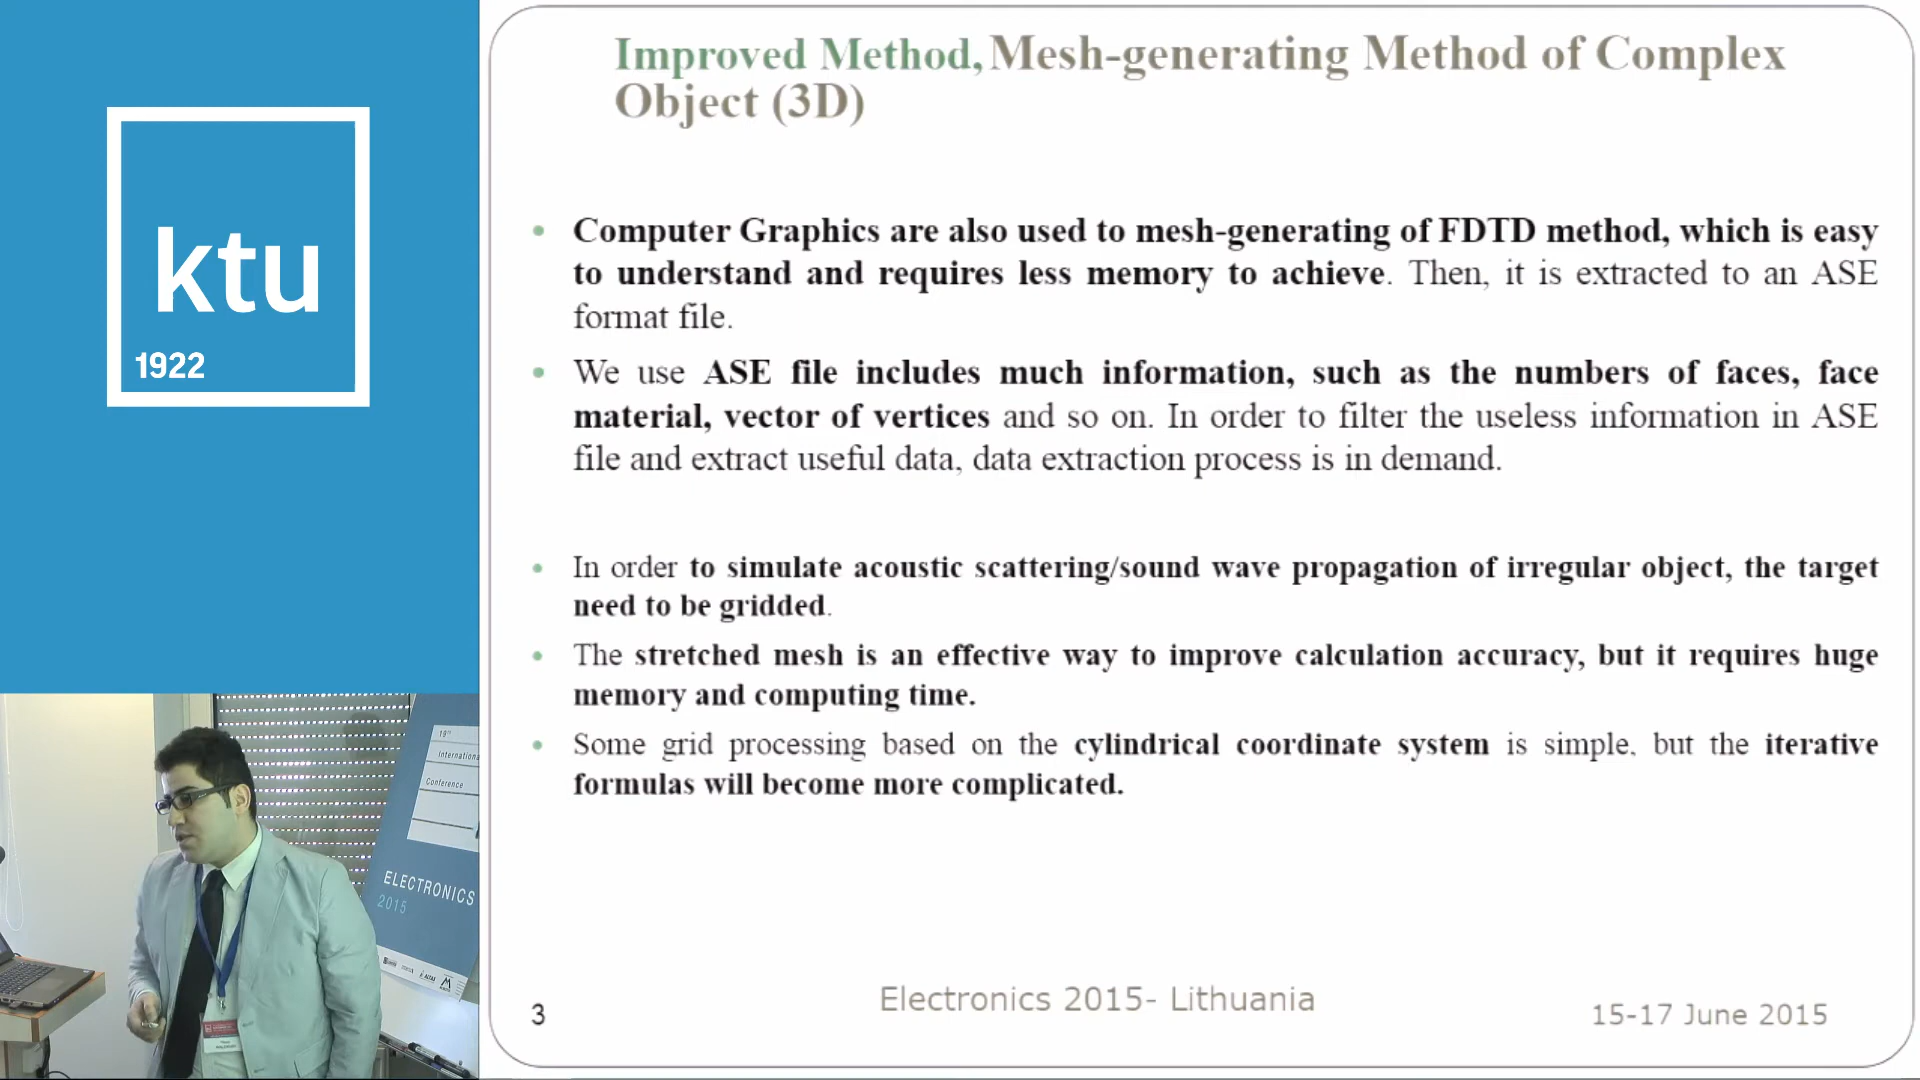 ktu
1922
Improved Method, Mesh-generating Method of Complex
Object (3D)
• Computer Graphics are also used to mesh-generating of FDTD method, which is easy
to understand and requires less memory to achieve. Then, it is extracted to an ASE
format file.
• We use ASE file includes much information, such as the numbers of faces, face
material, vector of vertices and so on. In order to filter the useless information in ASE
file and extract useful data, data extraction process is in demand.
• In order to simulate acoustic scattering/sound wave propagation of irregular object, the target
need to be gridded.
• The stretched mesh is an effective way to improve calculation accuracy, but it requires huge
memory and computing time.
• Some grid processing based on the cylindrical coordinate system is simple, but the iterative
formulas will become more complicated.
3
Electronics 2015- Lithuania
15-17 June 2015
19th
International
Conference
ELECTRONICS
2015